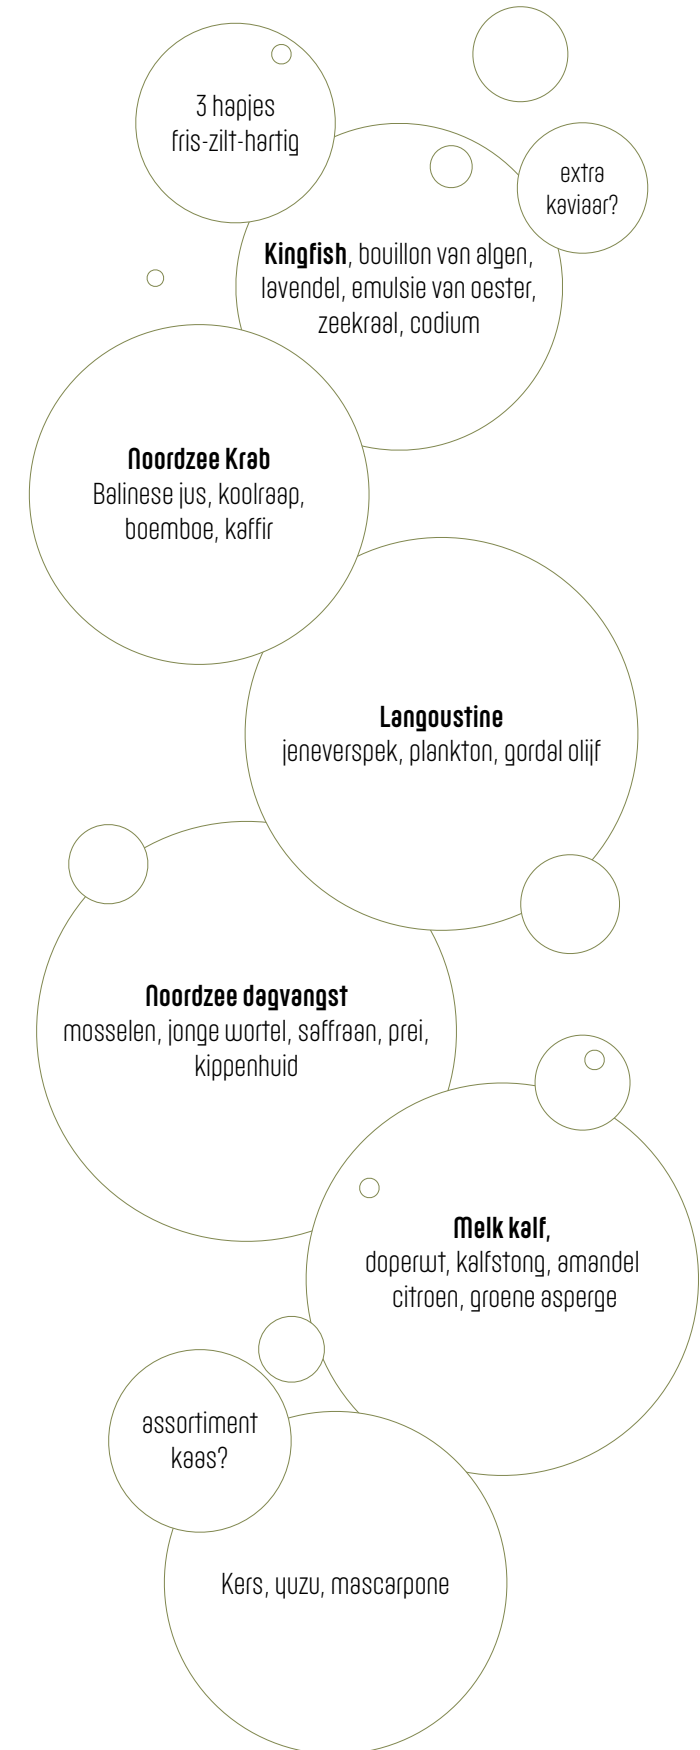 3 hapjes
fris-zilt-hartig
extra
kaviaar?
Kingfish, bouillon van algen,
lavendel, emulsie van oester,
zeekraal, codium
Noordzee Krab
Balinese jus, koolraap,
boemboe, kaffir
Langoustine
jeneverspek, plankton, gordal olijf
Noordzee dagvangst
mosselen, jonge wortel, saffraan, prei,
kippenhuid
Melk kalf,
doperwt, kalfstong, amandel
citroen, groene asperge
assortiment
kaas?
Kers, yuzu, mascarpone